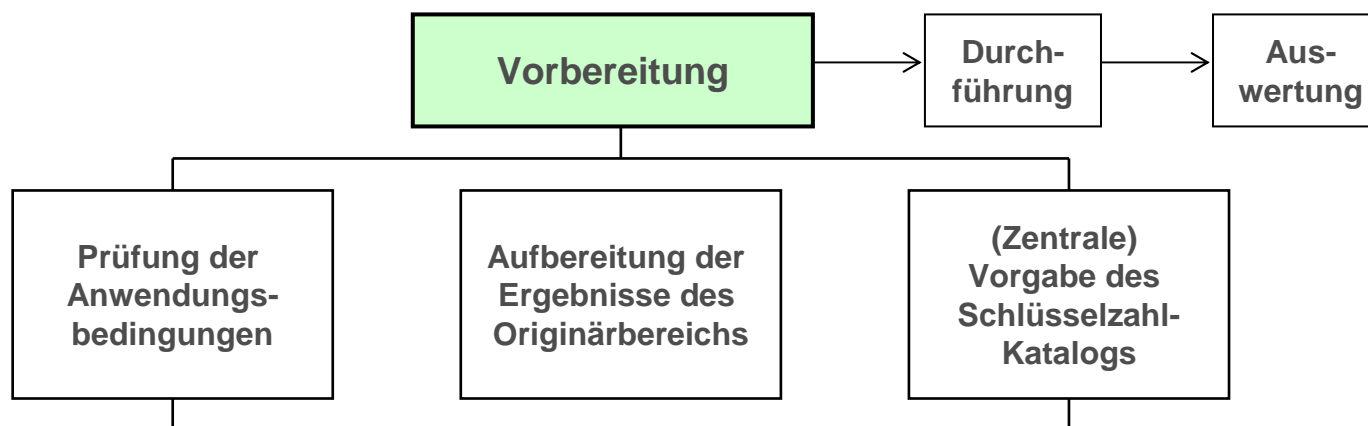 Vorbereitung
Durch-
führung
Aus-
wertung
Prüfung der
Anwendungs-
bedingungen
Aufbereitung der
Ergebnisse des
Originärbereichs
(Zentrale)
Vorgabe des
Schlüsselzahl-
Katalogs